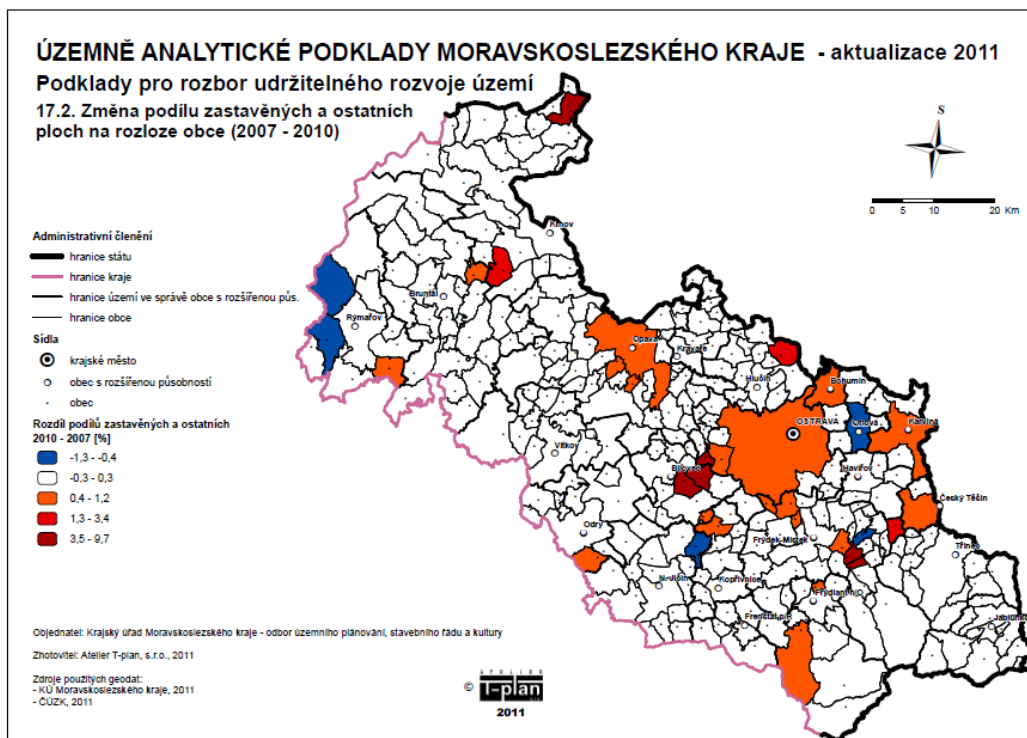 ÚZEMNĚ ANALYTICKÉ PODKLADY MORAVSKOSLEZSKÉHO KRAJE - aktualizace 2011
Podklady pro rozbor udržitelného rozvoje území
17.2. Změna podílu zastavěných a ostatních
ploch na rozloze obce (2007 - 2010)
S
0 5 10 20 Km
Administrativní členění
hranice státu
hranice kraje
hranice území ve správě obce s rozšířenou půs.
hranice obce
Sídla
krajské město
obec s rozšířenou působností
obec
Rozdíl podílů zastavěných a ostatních
2010 - 2007 [%]
-1,3 - -0,4
-0,3 - 0,3
0,4 - 1,2
1,3 - 3,4
3,5 - 9,7
Krnov
Bruntál
Rýmařov
Opava
Kravaře
Hlučín
Bohumín
OSTRAVA
Orlová
Karviná
Vítkov
Bílovec
Havířov
Český Těšín
Odry
Frýdek-Místek
Třinec
N.Jičín
Kopřivnice
Frýdlant n/O
Frenštát p/R
Jablunko
Objednatel: Krajský úřad Moravskoslezského kraje - odbor územního plánování, stavebního řádu a kultury
Zhotovitel: Atelier T-plan, s.r.o., 2011
Zdroje použitých geodat:
- KÚ Moravskoslezského kraje, 2011
- ČÚZK, 2011
© ATELIER T-plan
2011